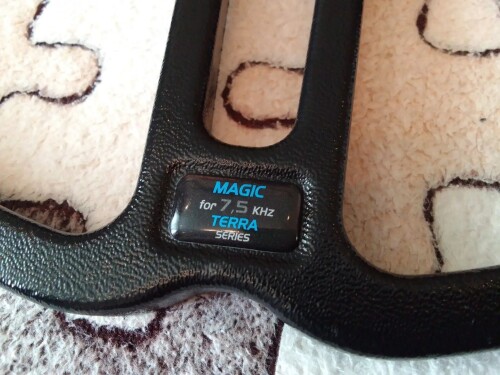 MAGIC
for 7,5 KHz
TERRA
SERIES